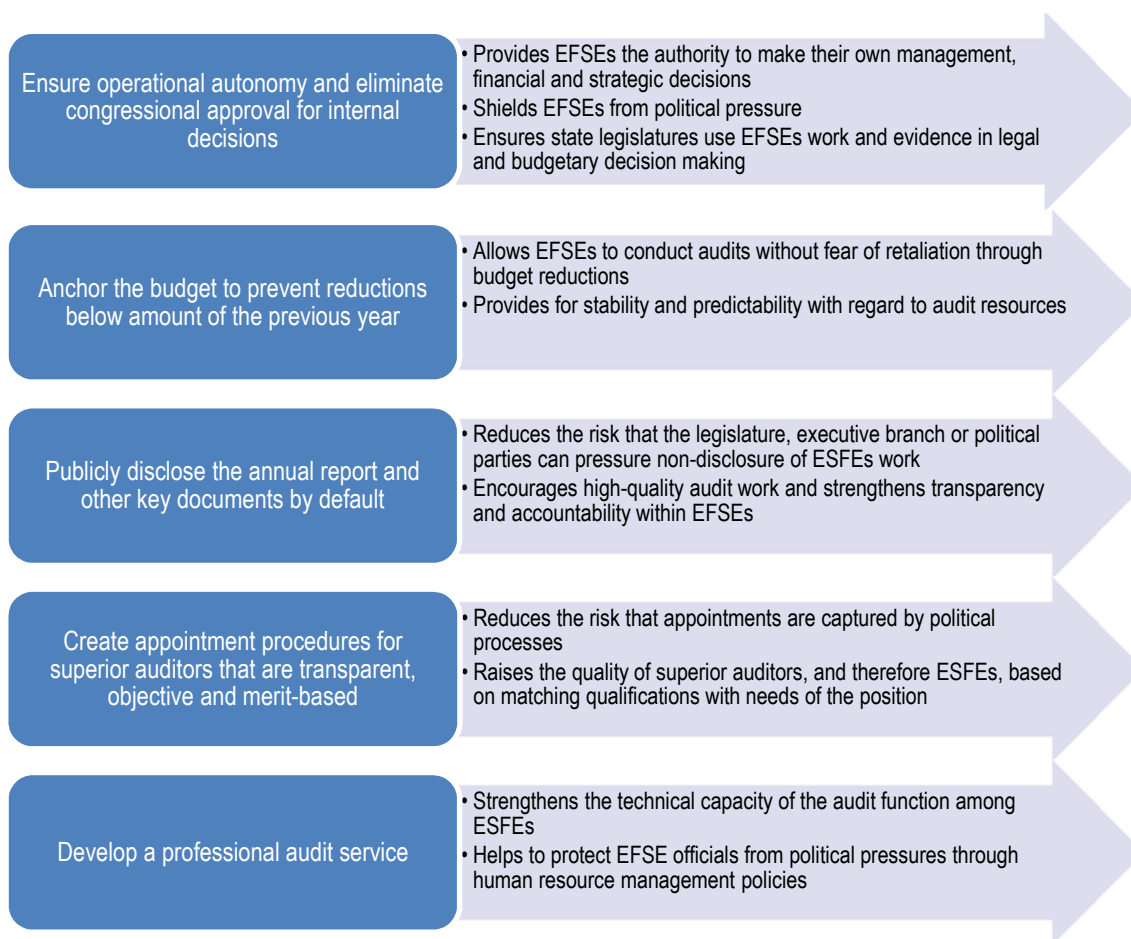 Ensure operational autonomy and eliminate
congressional approval for internal
decisions
• Provides EFSEs the authority to make their own management,
financial and strategic decisions
• Shields EFSEs from political pressure
• Ensures state legislatures use EFSEs work and evidence in legal
and budgetary decision making
Anchor the budget to prevent reductions
below amount of the previous year
• Allows EFSEs to conduct audits without fear of retaliation through
budget reductions
• Provides for stability and predictability with regard to audit resources
Publicly disclose the annual report and
other key documents by default
• Reduces the risk that the legislature, executive branch or political
parties can pressure non-disclosure of ESFEs work
• Encourages high-quality audit work and strengthens transparency
and accountability within EFSEs
Create appointment procedures for
superior auditors that are transparent,
objective and merit-based
• Reduces the risk that appointments are captured by political
processes
• Raises the quality of superior auditors, and therefore ESFEs, based
on matching qualifications with needs of the position
Develop a professional audit service
• Strengthens the technical capacity of the audit function among
ESFEs
• Helps to protect EFSE officials from political pressures through
human resource management policies